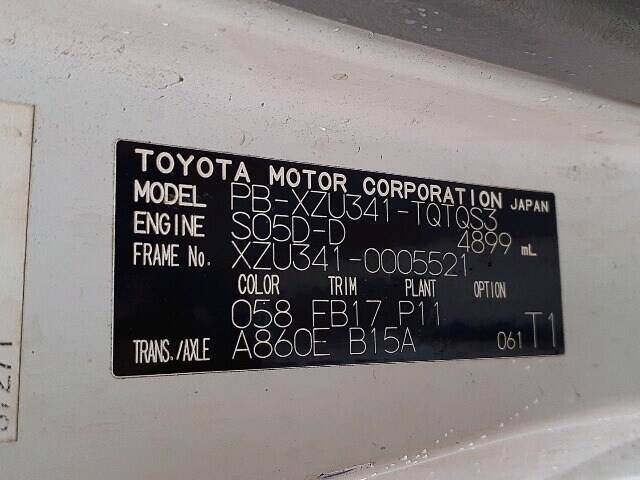 TOYOTA MOTOR CORPORATION JAPAN
MODEL PB-XZU341-TQTQS3
ENGINE S05D-D 4899 mL
FRAME No. XZU341-0005521
COLOR TRIM PLANT OPTION
058 FB17 P11
TRANS./AXLE A860E B15A 061 T1